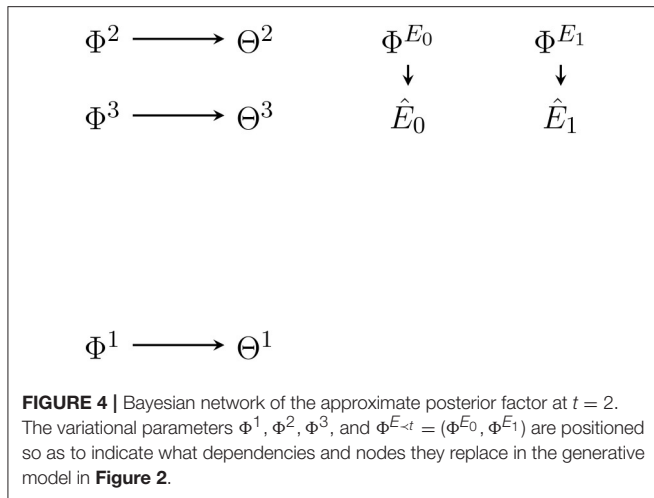 Φ² ⟶ Θ² Φ^{E₀} Φ^{E₁}
↓ ↓
Φ³ ⟶ Θ³ Ê₀ Ê₁
Φ¹ ⟶ Θ¹
FIGURE 4 | Bayesian network of the approximate posterior factor at t = 2.
The variational parameters Φ¹, Φ², Φ³, and Φ^{E_{≺t}} = (Φ^{E₀}, Φ^{E₁}) are positioned
so as to indicate what dependencies and nodes they replace in the generative
model in Figure 2.